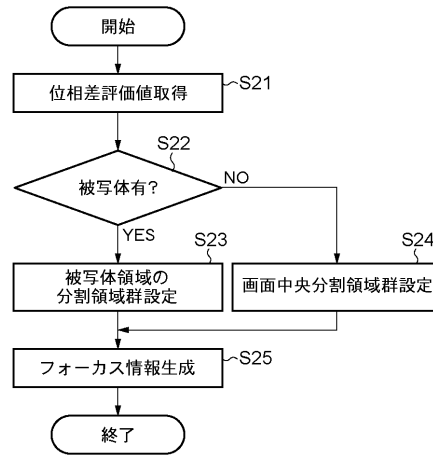 開始
位相差評価値取得
S21
S22
被写体有?
NO
YES
S23
S24
被写体領域の
分割領域群設定
画面中央分割領域群設定
フォーカス情報生成
S25
終了